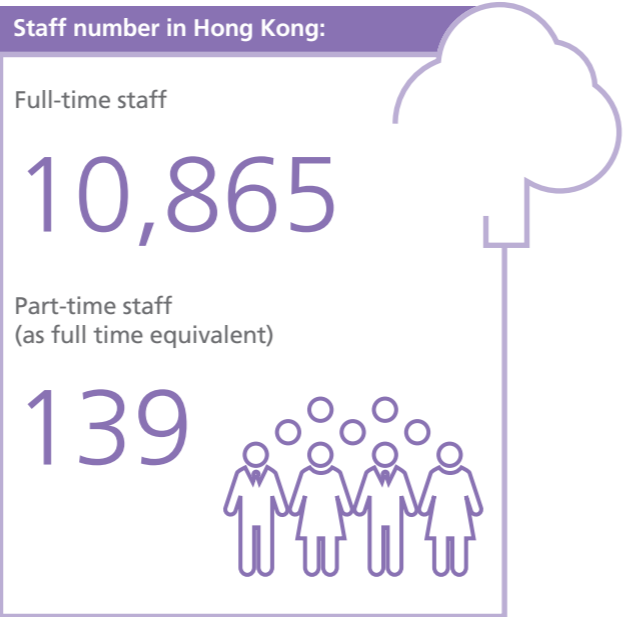 Staff number in Hong Kong:
Full-time staff
10,865
Part-time staff
(as full time equivalent)
139